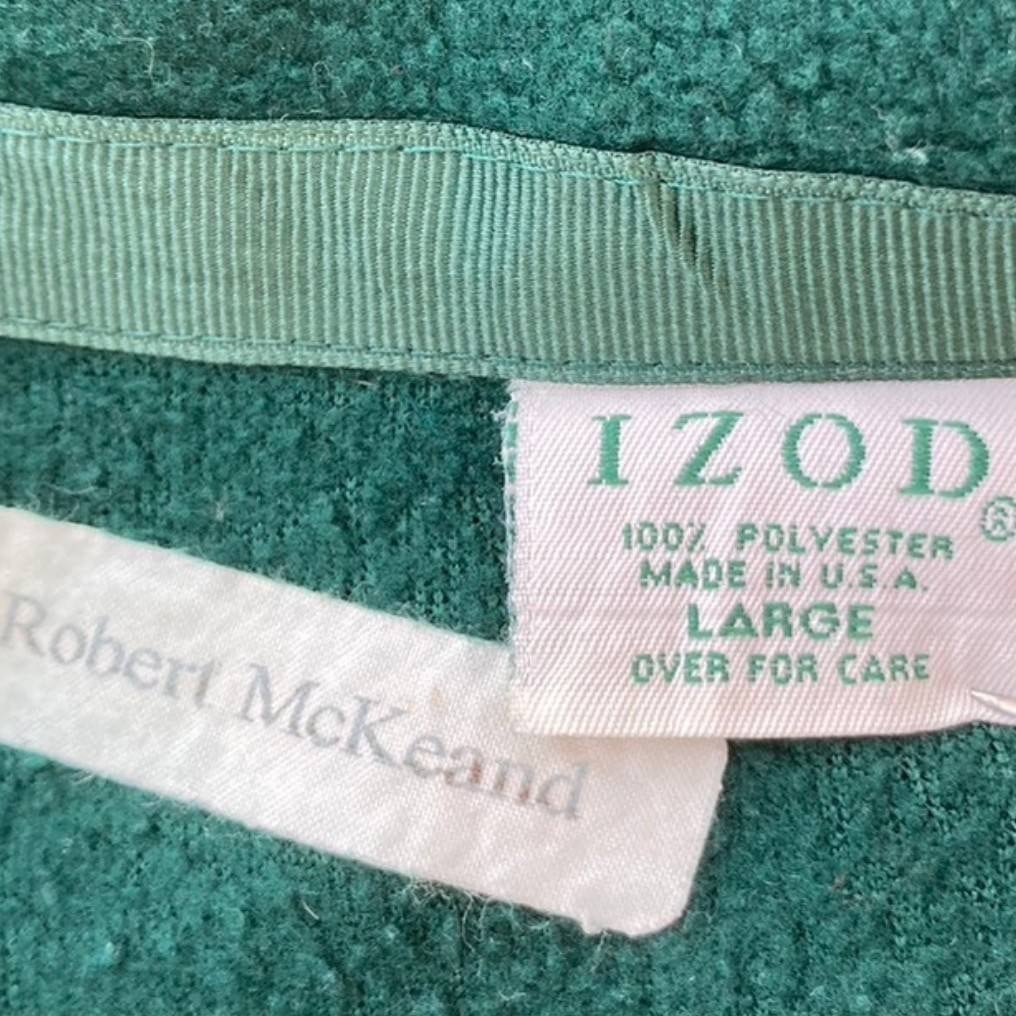 IZOD®
100% POLYESTER
MADE IN U.S.A.
LARGE
OVER FOR CARE
Robert McKeand